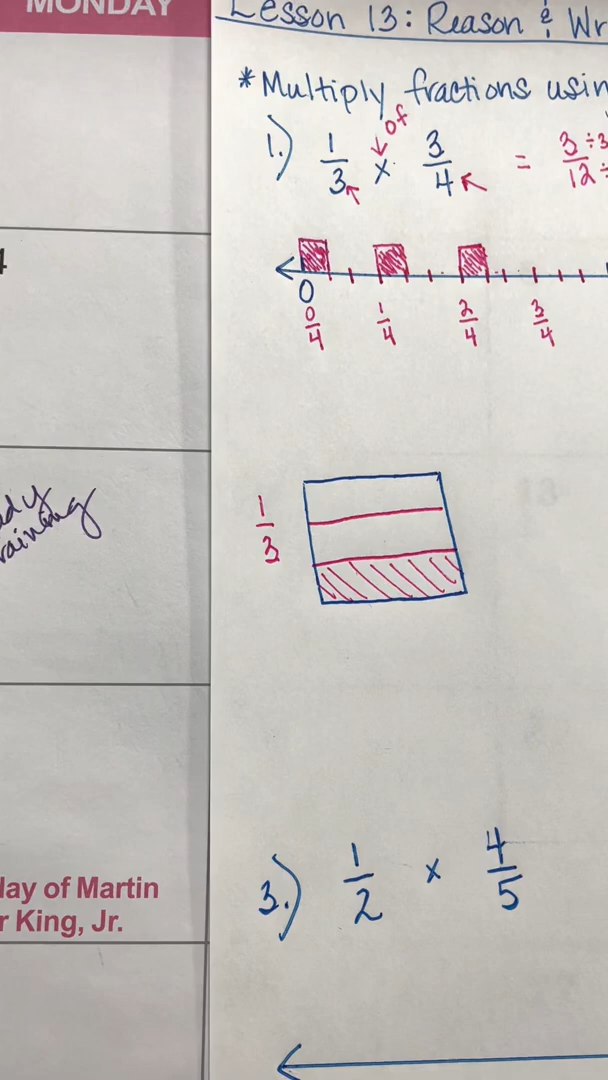 MONDAY
Lesson 13: Reason & Wr
*Multiply fractions usin
of
1.) 1/3 x 3/4 = 3÷3/12÷
0
0/4 1/4 2/4 3/4
1/3
ady
raining
3.) 1/2 x 4/5
lay of Martin
r King, Jr.